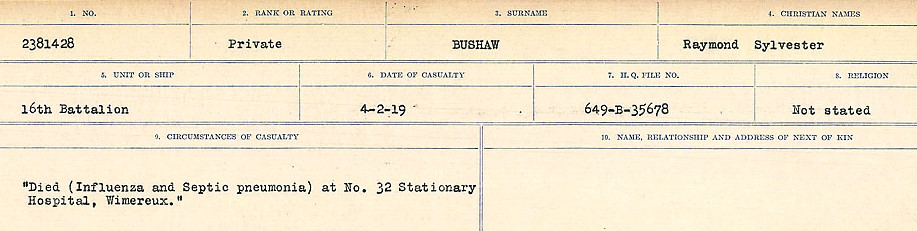 1. NO. 2. RANK OR RATING 3. SURNAME 4. CHRISTIAN NAMES
2381428 Private BUSHAW Raymond Sylvester
5. UNIT OR SHIP 6. DATE OF CASUALTY 7. H.Q. FILE NO. 8. RELIGION
16th Battalion 4-2-19 649-B-35678 Not stated
9. CIRCUMSTANCES OF CASUALTY 10. NAME, RELATIONSHIP AND ADDRESS OF NEXT OF KIN
"Died (Influenza and Septic pneumonia) at No. 32 Stationary
Hospital, Wimereux."